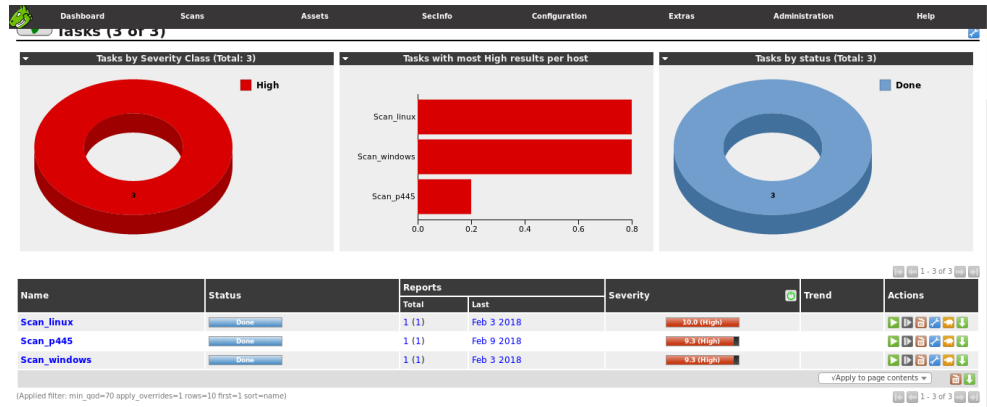 Dashboard Scans Assets SecInfo Configuration Extras Administration Help
Tasks (3 of 3)
Tasks by Severity Class (Total: 3)
High
3
Tasks with most High results per host
Scan_linux
Scan_windows
Scan_p445
0.0 0.2 0.4 0.6 0.8
Tasks by status (Total: 3)
Done
3
1 - 3 of 3
Name Status Reports Severity Trend Actions
Total Last
Scan_linux Done 1 (1) Feb 3 2018 10.0 (High)
Scan_p445 Done 1 (1) Feb 9 2018 9.3 (High)
Scan_windows Done 1 (1) Feb 3 2018 9.3 (High)
√Apply to page contents
(Applied filter: min_qod=70 apply_overrides=1 rows=10 first=1 sort=name) 1 - 3 of 3